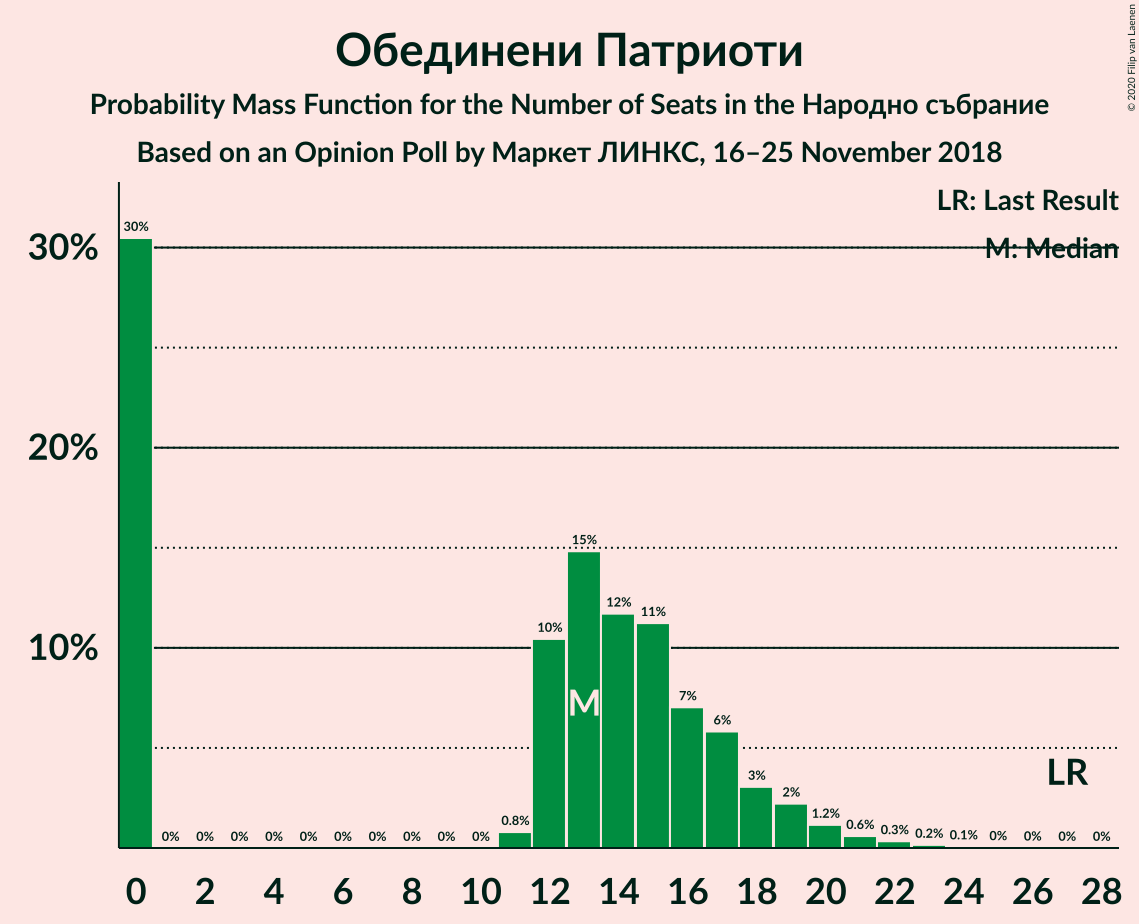 Обединени Патриоти
Probability Mass Function for the Number of Seats in the Народно събрание
Based on an Opinion Poll by Маркет ЛИНКС, 16–25 November 2018
© 2020 Filip van Laenen
LR: Last Result
M: Median
30%
20%
10%
30% 0% 0% 0% 0% 0% 0% 0% 0% 0% 0% 0.8% 10% 15% 12% 11% 7% 6% 3% 2% 1.2% 0.6% 0.3% 0.2% 0.1% 0% 0% 0% 0%
M
LR
0 2 4 6 8 10 12 14 16 18 20 22 24 26 28